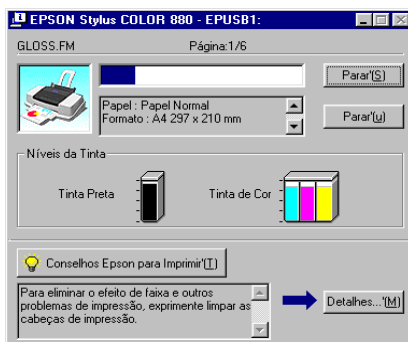 EPSON Stylus COLOR 880 - EPUSB1:
GLOSS.FM Página:1/6
Parar'(S)
Papel : Papel Normal
Formato : A4 297 x 210 mm
Parar'(u)
Níveis da Tinta
Tinta Preta Tinta de Cor
Conselhos Epson para Imprimir'(T)
Para eliminar o efeito de faixa e outros
problemas de impressão, exprimente limpar as
cabeças de impressão.
Detalhes...'(M)